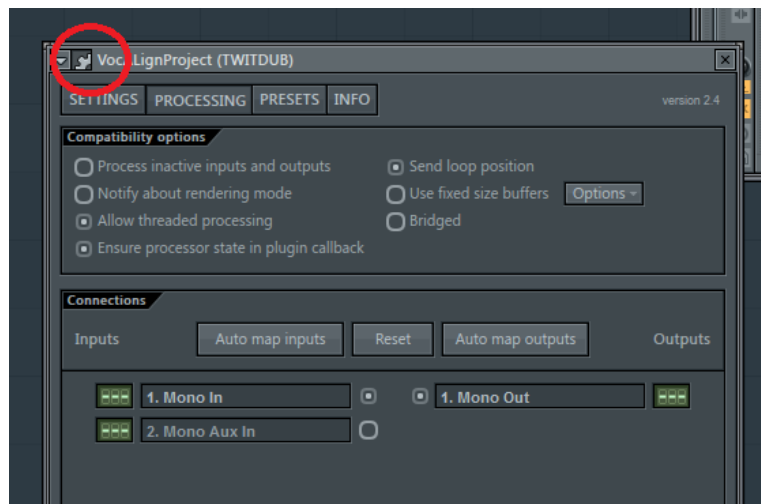 VocALignProject (TWITDUB)
SETTINGS PROCESSING PRESETS INFO
version 2.4
Compatibility options
Process inactive inputs and outputs
Send loop position
Notify about rendering mode
Use fixed size buffers
Options
Allow threaded processing
Bridged
Ensure processor state in plugin callback
Connections
Inputs
Auto map inputs
Reset
Auto map outputs
Outputs
1. Mono In
1. Mono Out
2. Mono Aux In